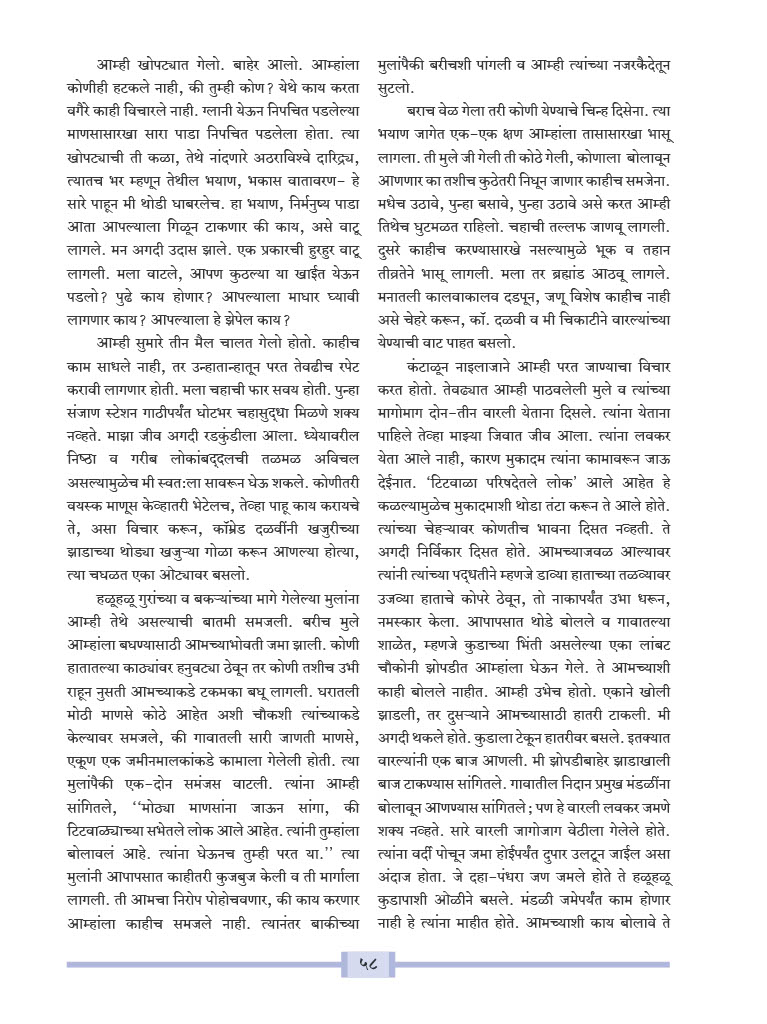 आम्ही खोपट्यात गेलो. बाहेर आलो. आम्हांला
कोणीही हटकले नाही, की तुम्ही कोण? येथे काय करता
वगैरे काही विचारले नाही. ग्लानी येऊन निपचित पडलेल्या
माणसासारखा सारा पाडा निपचित पडलेला होता. त्या
खोपट्याची ती कळा, तेथे नांदणारे अठराविश्वे दारिद्र्य,
त्यातच भर म्हणून तेथील भयाण, भकास वातावरण- हे
सारे पाहून मी थोडी घाबरलेच. हा भयाण, निर्मनुष्य पाडा
आता आपल्याला गिळून टाकणार की काय, असे वाटू
लागले. मन अगदी उदास झाले. एक प्रकारची हुरहुर वाटू
लागली. मला वाटले, आपण कुठल्या या खाईत येऊन
पडलो? पुढे काय होणार? आपल्याला माघार घ्यावी
लागणार काय? आपल्याला हे झेपेल काय?
आम्ही सुमारे तीन मैल चालत गेलो होतो. काहीच
काम साधले नाही, तर उन्हातान्हातून परत तेवढीच रपेट
करावी लागणार होती. मला चहाची फार सवय होती. पुन्हा
संजाण स्टेशन गाठीपर्यंत घोटभर चहासुद्धा मिळणे शक्य
नव्हते. माझा जीव अगदी रडकुंडीला आला. ध्येयावरील
निष्ठा व गरीब लोकांबद्दलची तळमळ अविचल
असल्यामुळेच मी स्वत:ला सावरून घेऊ शकले. कोणीतरी
वयस्क माणूस केव्हातरी भेटेलच, तेव्हा पाहू काय करायचे
ते, असा विचार करून, कॉम्रेड दळवींनी खजुरीच्या
झाडाच्या थोड्या खजुऱ्या गोळा करून आणल्या होत्या,
त्या चघळत एका ओट्यावर बसलो.
हळूहळू गुरांच्या व बकऱ्यांच्या मागे गेलेल्या मुलांना
आम्ही तेथे असल्याची बातमी समजली. बरीच मुले
आम्हांला बघण्यासाठी आमच्याभोवती जमा झाली. कोणी
हातातल्या काठ्यांवर हनुवट्या ठेवून तर कोणी तशीच उभी
राहून नुसती आमच्याकडे टकमका बघू लागली. घरातली
मोठी माणसे कोठे आहेत अशी चौकशी त्यांच्याकडे
केल्यावर समजले, की गावातली सारी जाणती माणसे,
एकूण एक जमीनमालकांकडे कामाला गेलेली होती. त्या
मुलांपैकी एक-दोन समंजस वाटली. त्यांना आम्ही
सांगितले, ‘‘मोठ्या माणसांना जाऊन सांगा, की
टिटवाळ्याच्या सभेतले लोक आले आहेत. त्यांनी तुम्हांला
बोलावलं आहे. त्यांना घेऊनच तुम्ही परत या.’’ त्या
मुलांनी आपापसात काहीतरी कुजबुज केली व ती मार्गाला
लागली. ती आमचा निरोप पोहोचवणार, की काय करणार
आम्हांला काहीच समजले नाही. त्यानंतर बाकीच्या
मुलांपैकी बरीचशी पांगली व आम्ही त्यांच्या नजरकैदेतून
सुटलो.
बराच वेळ गेला तरी कोणी येण्याचे चिन्ह दिसेना. त्या
भयाण जागेत एक-एक क्षण आम्हांला तासासारखा भासू
लागला. ती मुले जी गेली ती कोठे गेली, कोणाला बोलावून
आणणार का तशीच कुठेतरी निघून जाणार काहीच समजेना.
मधेच उठावे, पुन्हा बसावे, पुन्हा उठावे असे करत आम्ही
तिथेच घुटमळत राहिलो. चहाची तल्लफ जाणवू लागली.
दुसरे काहीच करण्यासारखे नसल्यामुळे भूक व तहान
तीव्रतेने भासू लागली. मला तर ब्रह्मांड आठवू लागले.
मनातली कालवाकालव दडपून, जणू विशेष काहीच नाही
असे चेहरे करून, कॉ. दळवी व मी चिकाटीने वारल्यांच्या
येण्याची वाट पाहत बसलो.
कंटाळून नाइलाजाने आम्ही परत जाण्याचा विचार
करत होतो. तेवढ्यात आम्ही पाठवलेली मुले व त्यांच्या
मागोमाग दोन-तीन वारली येताना दिसले. त्यांना येताना
पाहिले तेव्हा माझ्या जिवात जीव आला. त्यांना लवकर
येता आले नाही, कारण मुकादम त्यांना कामावरून जाऊ
देईनात. ‘टिटवाळा परिषदेतले लोक’ आले आहेत हे
कळल्यामुळेच मुकादमाशी थोडा तंटा करून ते आले होते.
त्यांच्या चेहऱ्यावर कोणतीच भावना दिसत नव्हती. ते
अगदी निर्विकार दिसत होते. आमच्याजवळ आल्यावर
त्यांनी त्यांच्या पद्धतीने म्हणजे डाव्या हाताच्या तळव्यावर
उजव्या हाताचे कोपरे ठेवून, तो नाकापर्यंत उभा धरून,
नमस्कार केला. आपापसात थोडे बोलले व गावातल्या
शाळेत, म्हणजे कुडाच्या भिंती असलेल्या एका लांबट
चौकोनी झोपडीत आम्हांला घेऊन गेले. ते आमच्याशी
काही बोलले नाहीत. आम्ही उभेच होतो. एकाने खोली
झाडली, तर दुसऱ्याने आमच्यासाठी हातरी टाकली. मी
अगदी थकले होते. कुडाला टेकून हातरीवर बसले. इतक्यात
वारल्यांनी एक बाज आणली. मी झोपडीबाहेर झाडाखाली
बाज टाकण्यास सांगितले. गावातील निदान प्रमुख मंडळींना
बोलावून आणण्यास सांगितले; पण हे वारली लवकर जमणे
शक्य नव्हते. सारे वारली जागोजाग वेठीला गेलेले होते.
त्यांना वर्दी पोचून जमा होईपर्यंत दुपार उलटून जाईल असा
अंदाज होता. जे दहा-पंधरा जण जमले होते ते हळूहळू
कुडापाशी ओळीने बसले. मंडळी जमेपर्यंत काम होणार
नाही हे त्यांना माहीत होते. आमच्याशी काय बोलावे ते
५८